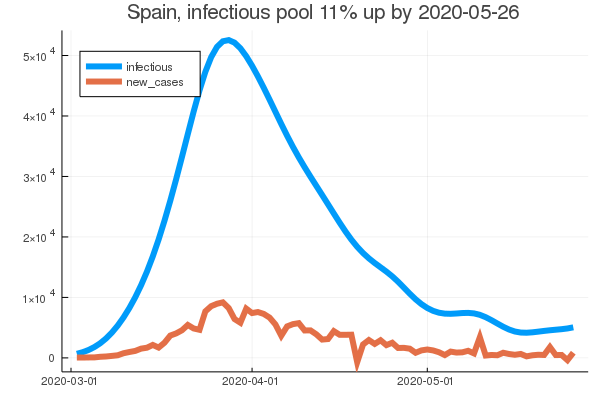 Spain, infectious pool 11% up by 2020-05-26
5×10 4
infectious
new_cases
4×10 4
3×10 4
2×10 4
1×10 4
0
2020-03-01 2020-04-01 2020-05-01